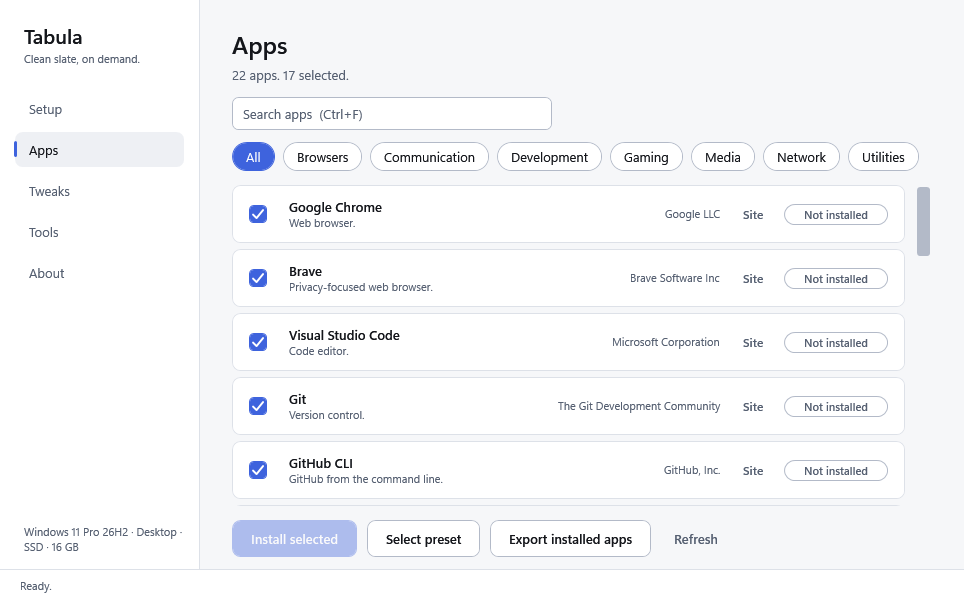 Tabula
Clean slate, on demand.
Setup
Apps
Tweaks
Tools
About
Windows 11 Pro 26H2 · Desktop ·
SSD · 16 GB
Apps
22 apps. 17 selected.
Search apps (Ctrl+F)
All Browsers Communication Development Gaming Media Network Utilities
Google Chrome
Web browser.
Google LLC Site Not installed
Brave
Privacy-focused web browser.
Brave Software Inc Site Not installed
Visual Studio Code
Code editor.
Microsoft Corporation Site Not installed
Git
Version control.
The Git Development Community Site Not installed
GitHub CLI
GitHub from the command line.
GitHub, Inc. Site Not installed
Install selected Select preset Export installed apps Refresh
Ready.